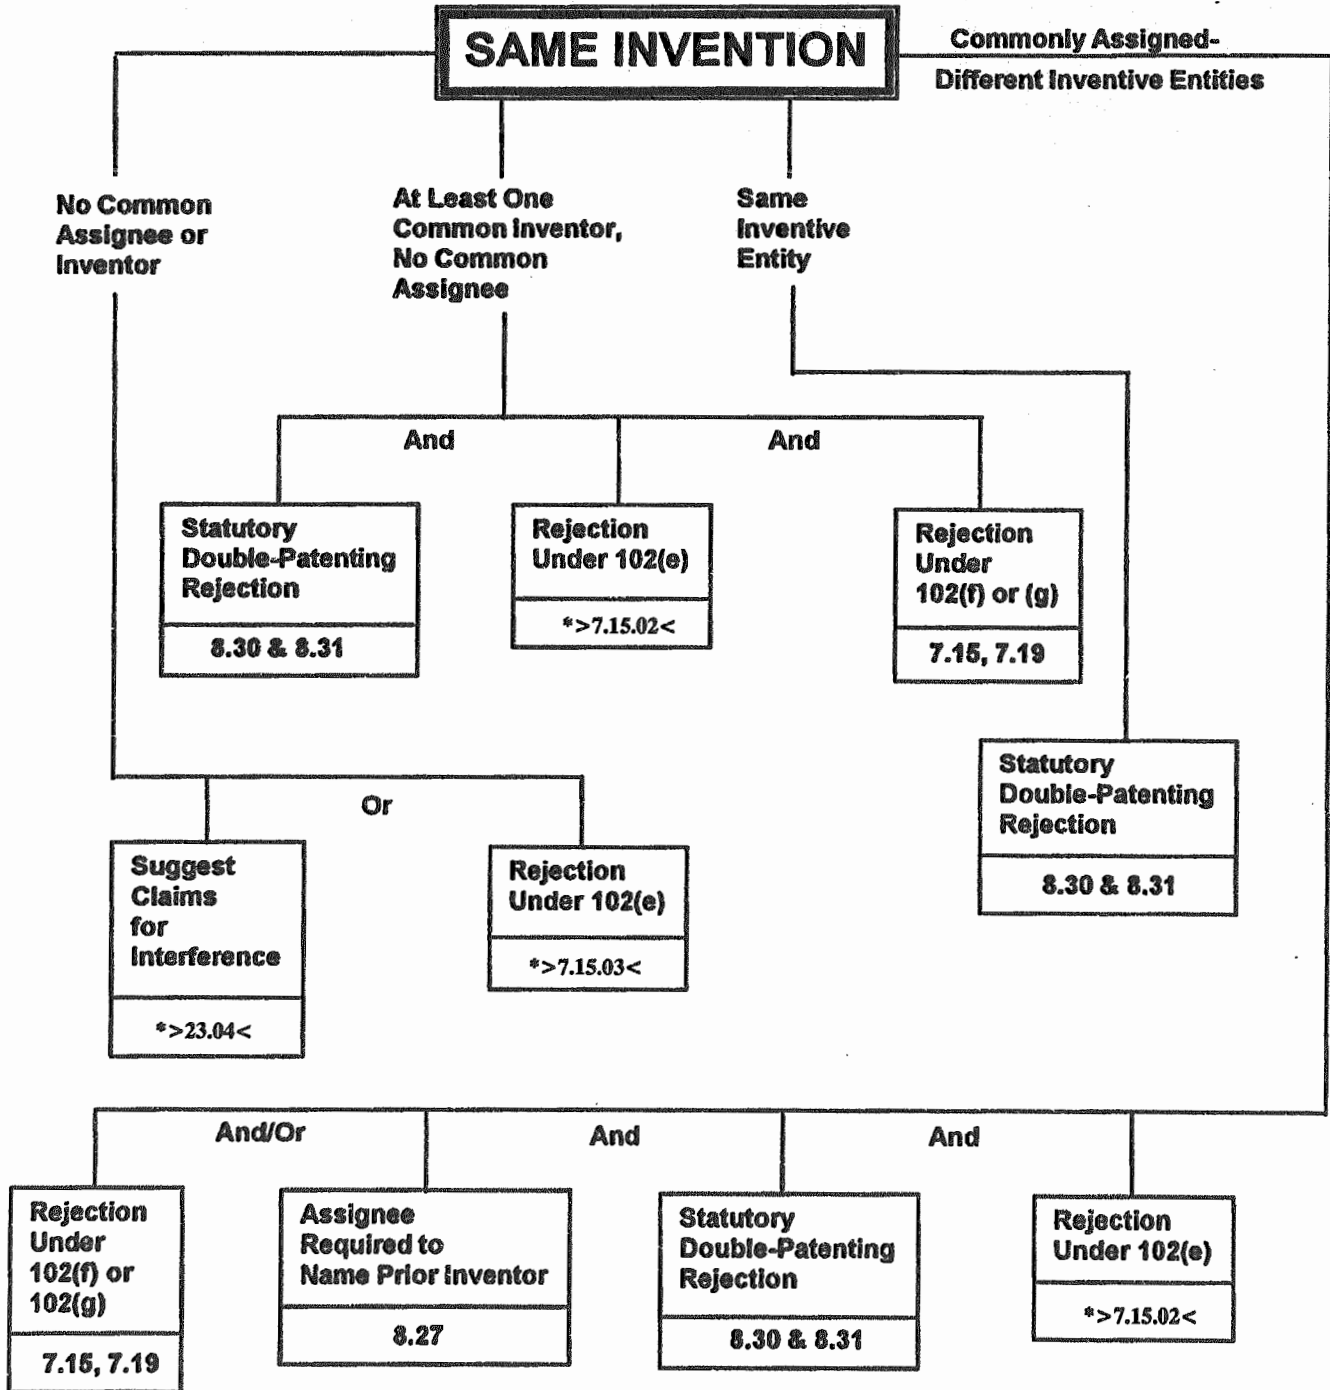 SAME INVENTION
Commonly Assigned-
Different Inventive Entities
No Common
Assignee or
Inventor
At Least One
Common Inventor,
No Common
Assignee
Same
Inventive
Entity
And
And
Statutory
Double-Patenting
Rejection
8.30 & 8.31
Rejection
Under 102(e)
*>7.15.02<
Rejection
Under
102(f) or (g)
7.15, 7.19
Statutory
Double-Patenting
Rejection
8.30 & 8.31
Or
Suggest
Claims
for
Interference
*>23.04<
Rejection
Under 102(e)
*>7.15.03<
And/Or
And
And
Rejection
Under
102(f) or
102(g)
7.15, 7.19
Assignee
Required to
Name Prior Inventor
8.27
Statutory
Double-Patenting
Rejection
8.30 & 8.31
Rejection
Under 102(e)
*>7.15.02<